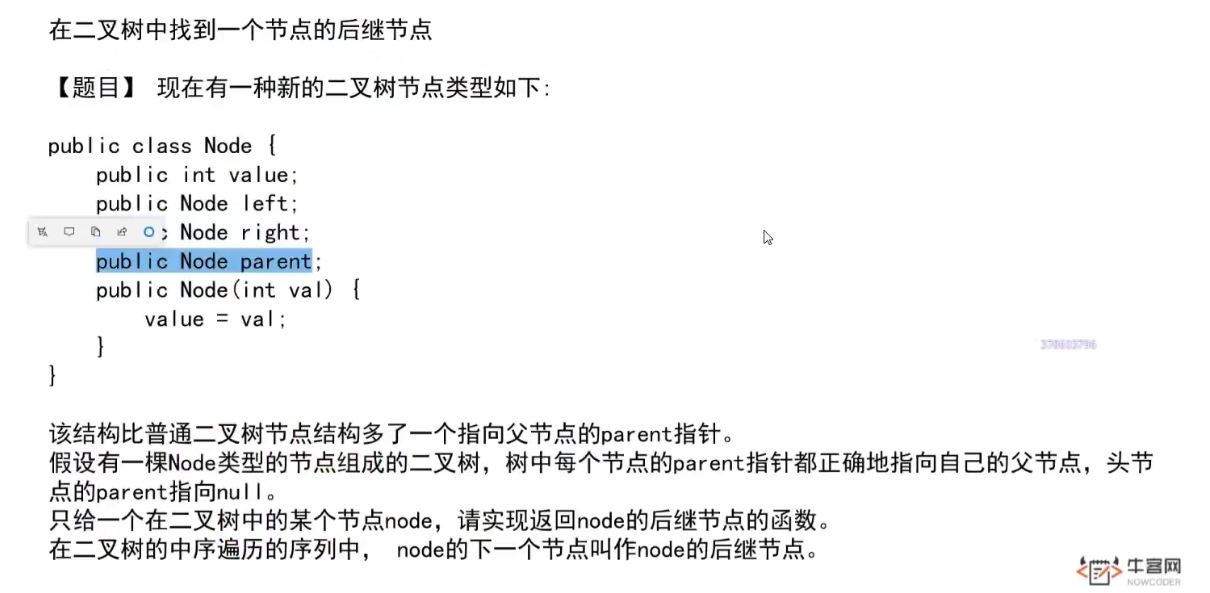 在二叉树中找到一个节点的后继节点
【题目】 现在有一种新的二叉树节点类型如下:
public class Node {
    public int value;
    public Node left;
c Node right;
    public Node parent;
    public Node(int val) {
        value = val;
    }
}
370603796
该结构比普通二叉树节点结构多了一个指向父节点的parent指针。
假设有一棵Node类型的节点组成的二叉树，树中每个节点的parent指针都正确地指向自己的父节点，头节
点的parent指向null。
只给一个在二叉树中的某个节点node，请实现返回node的后继节点的函数。
在二叉树的中序遍历的序列中， node的下一个节点叫作node的后继节点。
牛客网
NOWCODER